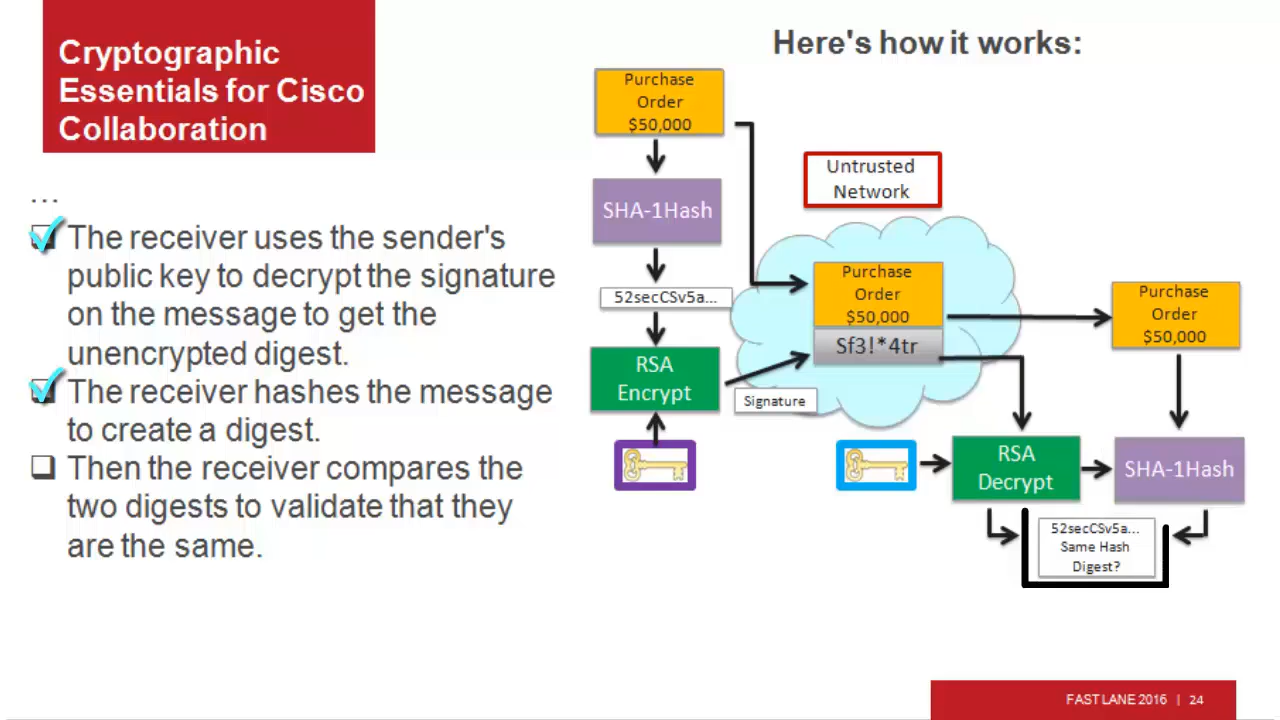 Cryptographic
Essentials for Cisco
Collaboration
...
The receiver uses the sender's
public key to decrypt the signature
on the message to get the
unencrypted digest.
The receiver hashes the message
to create a digest.
Then the receiver compares the
two digests to validate that they
are the same.
Here's how it works:
Purchase
Order
$50,000
SHA-1Hash
52secCSv5a...
RSA
Encrypt
Signature
Untrusted
Network
Purchase
Order
$50,000
Sf3!*4tr
Purchase
Order
$50,000
RSA
Decrypt
SHA-1Hash
52secCSv5a...
Same Hash
Digest?
FAST LANE 2016 | 24